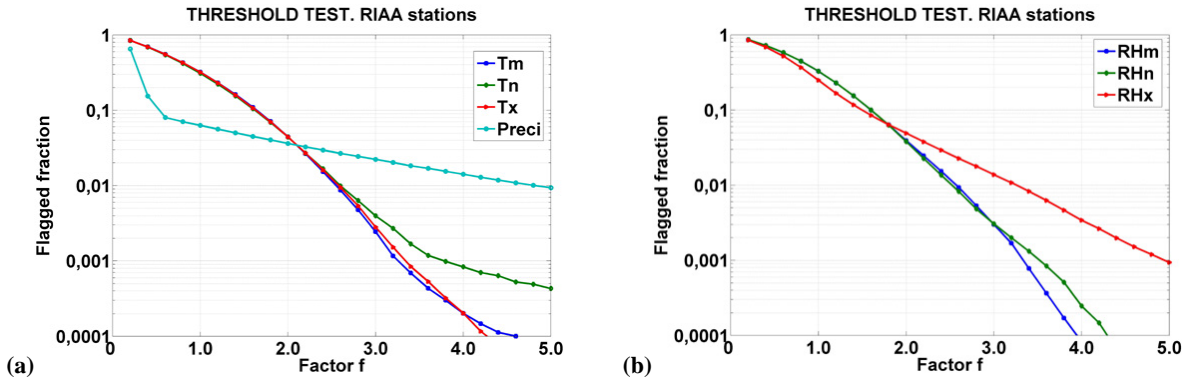 THRESHOLD TEST. RIAA stations
1
0,1
0,01
0,001
0,0001
Flagged fraction
Tm
Tn
Tx
Preci
0 1.0 2.0 3.0 4.0 5.0
Factor f
(a)
THRESHOLD TEST. RIAA stations
1
0,1
0,01
0,001
0,0001
Flagged fraction
RHm
RHn
RHx
0 1.0 2.0 3.0 4.0 5.0
Factor f
(b)